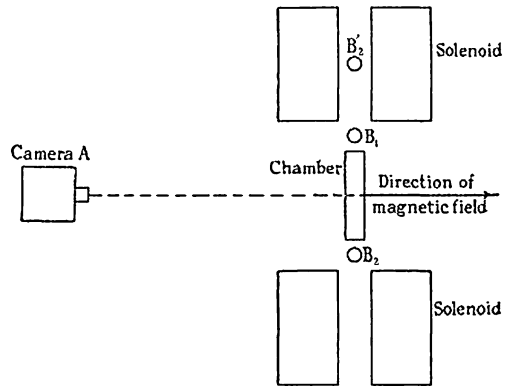 B'₂
Solenoid
B₁
Camera A
Chamber
Direction of
magnetic field
B₂
Solenoid